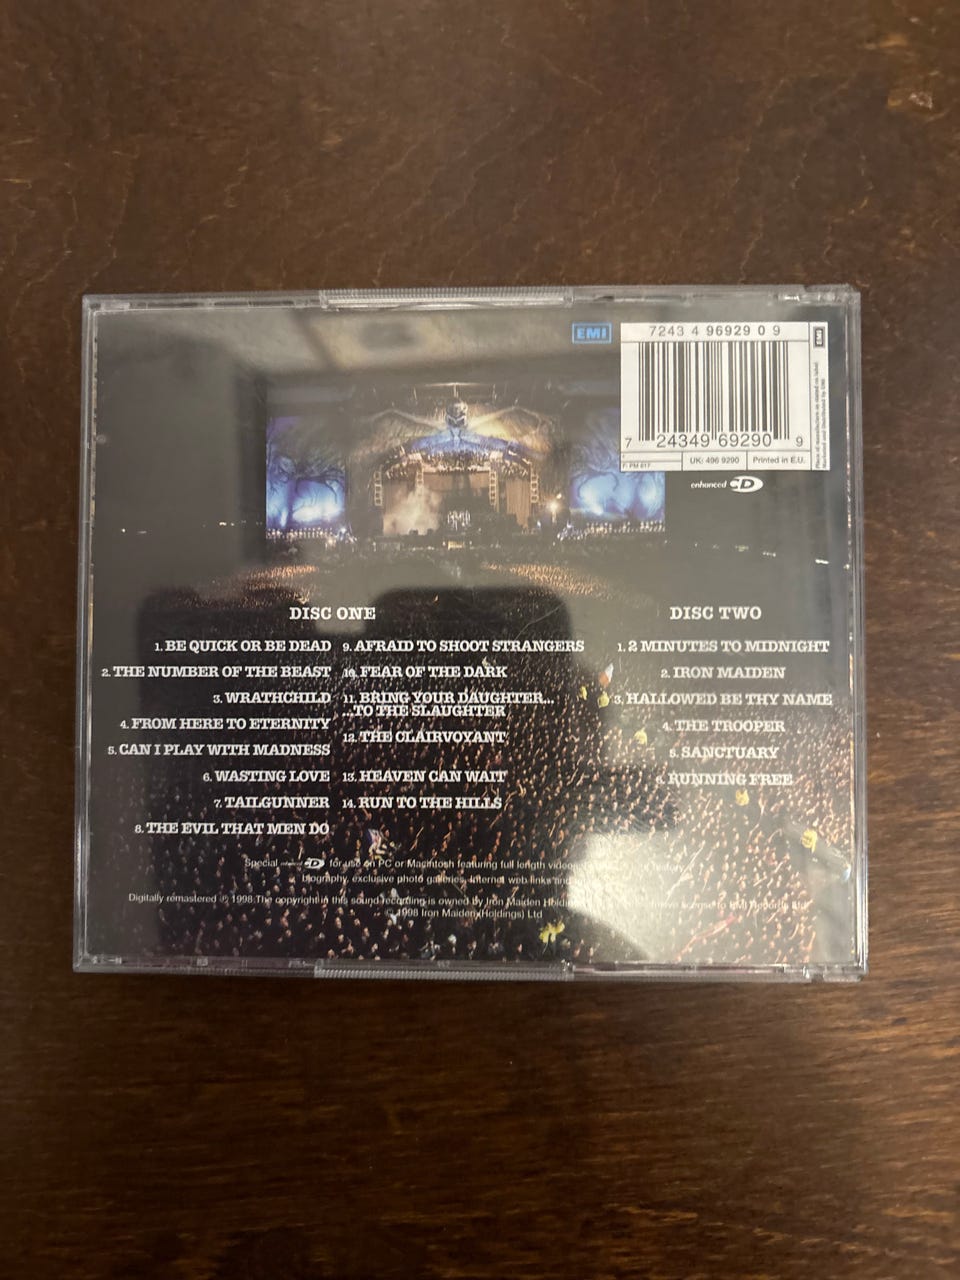 EMI
7243 4 96929 0 9
7 24349 69290 9
UK: 496 9290
Printed in E.U.
EMI
enhanced CD
DISC ONE
1. BE QUICK OR BE DEAD
2. THE NUMBER OF THE BEAST
3. WRATHCHILD
4. FROM HERE TO ETERNITY
5. CAN I PLAY WITH MADNESS
6. WASTING LOVE
7. TAILGUNNER
8. THE EVIL THAT MEN DO
9. AFRAID TO SHOOT STRANGERS
10. FEAR OF THE DARK
11. BRING YOUR DAUGHTER...
...TO THE SLAUGHTER
12. THE CLAIRVOYANT
13. HEAVEN CAN WAIT
14. RUN TO THE HILLS
DISC TWO
1. 2 MINUTES TO MIDNIGHT
2. IRON MAIDEN
3. HALLOWED BE THY NAME
4. THE TROOPER
5. SANCTUARY
6. RUNNING FREE
Special enhanced CD for use on PC or Macintosh featuring full length
biography, exclusive photo galleries, Internet web links
Digitally remastered ℗ 1998 The copyright in this sound recording is owned by Iron Maiden to EMI Records Ltd
© 1998 Iron Maiden (Holdings) Ltd